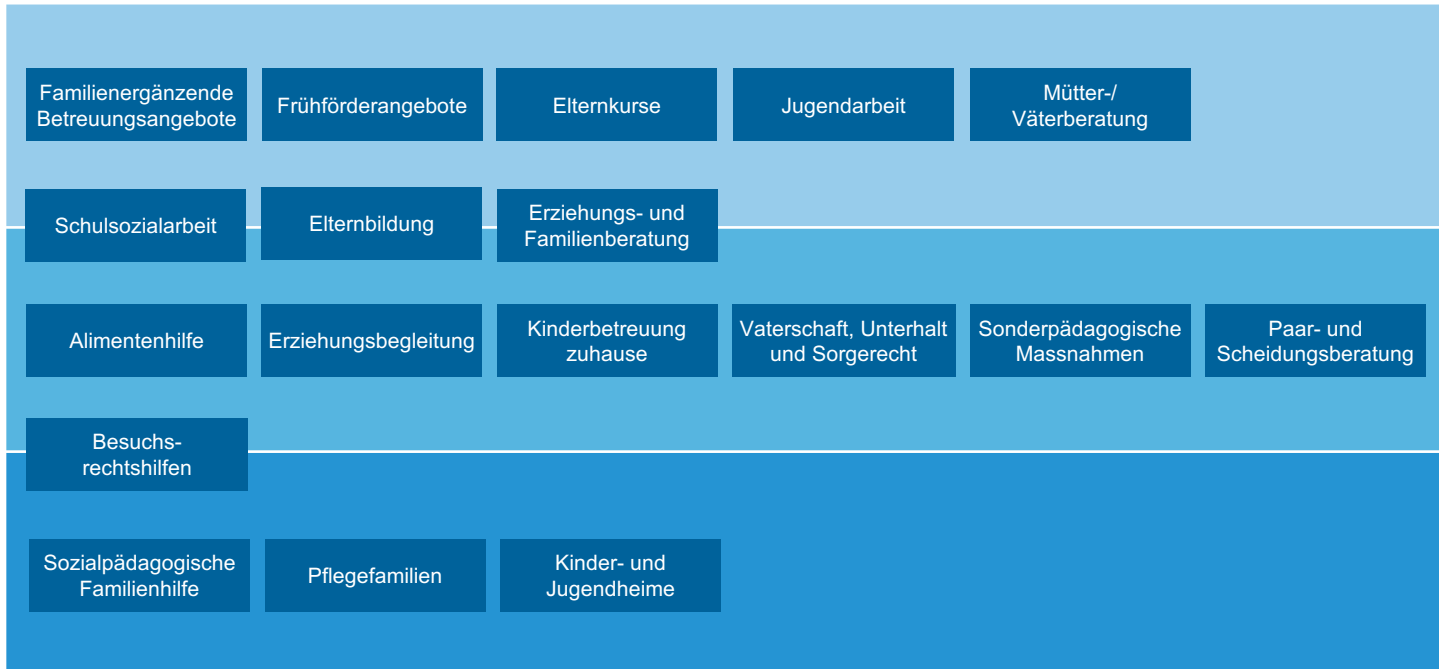 Familienergänzende
Betreuungsangebote
Frühförderangebote
Elternkurse
Jugendarbeit
Mütter-/
Väterberatung
Schulsozialarbeit
Elternbildung
Erziehungs- und
Familienberatung
Alimentenhilfe
Erziehungsbegleitung
Kinderbetreuung
zuhause
Vaterschaft, Unterhalt
und Sorgerecht
Sonderpädagogische
Massnahmen
Paar- und
Scheidungsberatung
Besuchs-
rechtshilfen
Sozialpädagogische
Familienhilfe
Pflegefamilien
Kinder- und
Jugendheime